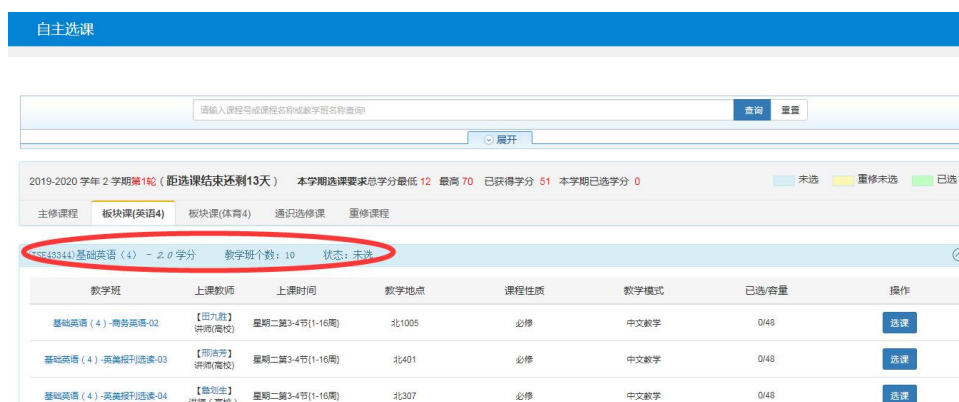 自主选课
请输入课程号或课程名称或教学班名称查询!
查询 重置
展开
2019-2020 学年 2 学期第1轮（距选课结束还剩13天） 本学期选课要求总学分最低 12 最高 70 已获得学分 51 本学期已选学分 0 未选 重修未选 已选
主修课程 板块课(英语4) 板块课(体育4) 通识选修课 重修课程
基础英语（4） - 2.0 学分 教学班个数：10 状态：未选
教学班 上课教师 上课时间 教学地点 课程性质 教学模式 已选/容量 操作
基础英语（4）-商务英语-02 【田九胜】讲师(高校) 星期二第3-4节{1-16周} 北1005 必修 中文教学 0/48 选课
基础英语（4）-英美报刊选读-03 【邢洁芳】讲师(高校) 星期二第3-4节{1-16周} 北401 必修 中文教学 0/48 选课
基础英语（4）-英美报刊选读-04 星期二第3-4节{1-16周} 北307 必修 中文教学 0/48 选课